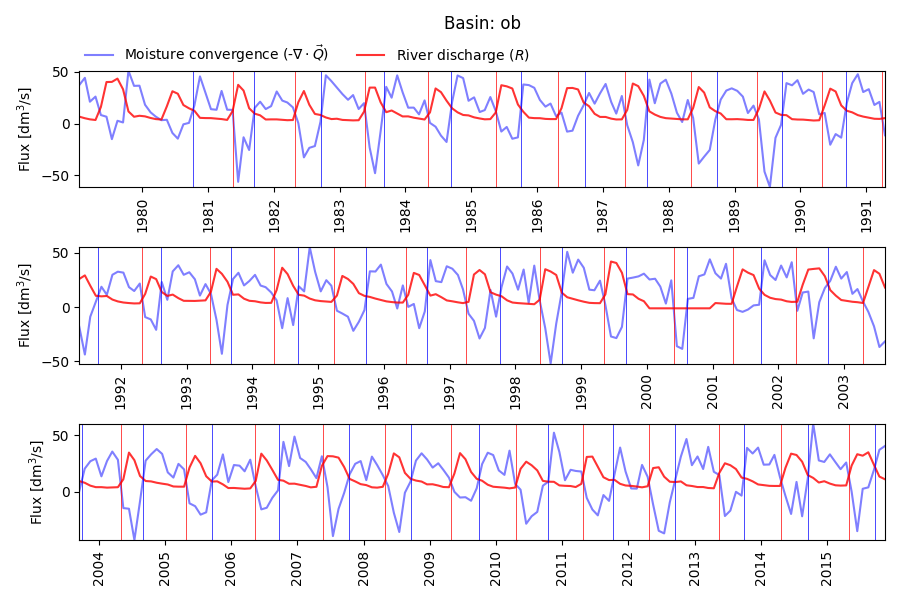 Basin: ob
Moisture convergence (-∇ · Q⃗) River discharge (R)
Flux [dm³/s]
50
0
−50
1980 1981 1982 1983 1984 1985 1986 1987 1988 1989 1990 1991
Flux [dm³/s]
50
0
−50
1992 1993 1994 1995 1996 1997 1998 1999 2000 2001 2002 2003
Flux [dm³/s]
50
0
2004 2005 2006 2007 2008 2009 2010 2011 2012 2013 2014 2015